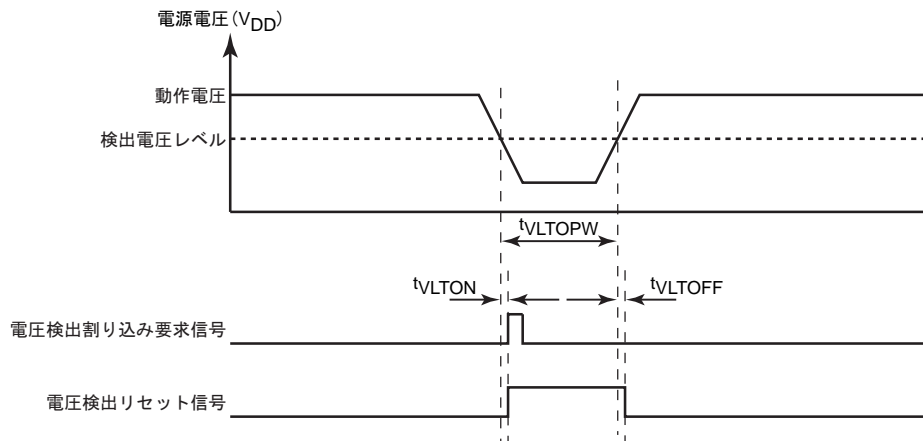 電源電圧(VDD)
動作電圧
検出電圧レベル
tVLTOPW
tVLTON
tVLTOFF
電圧検出割り込み要求信号
電圧検出リセット信号